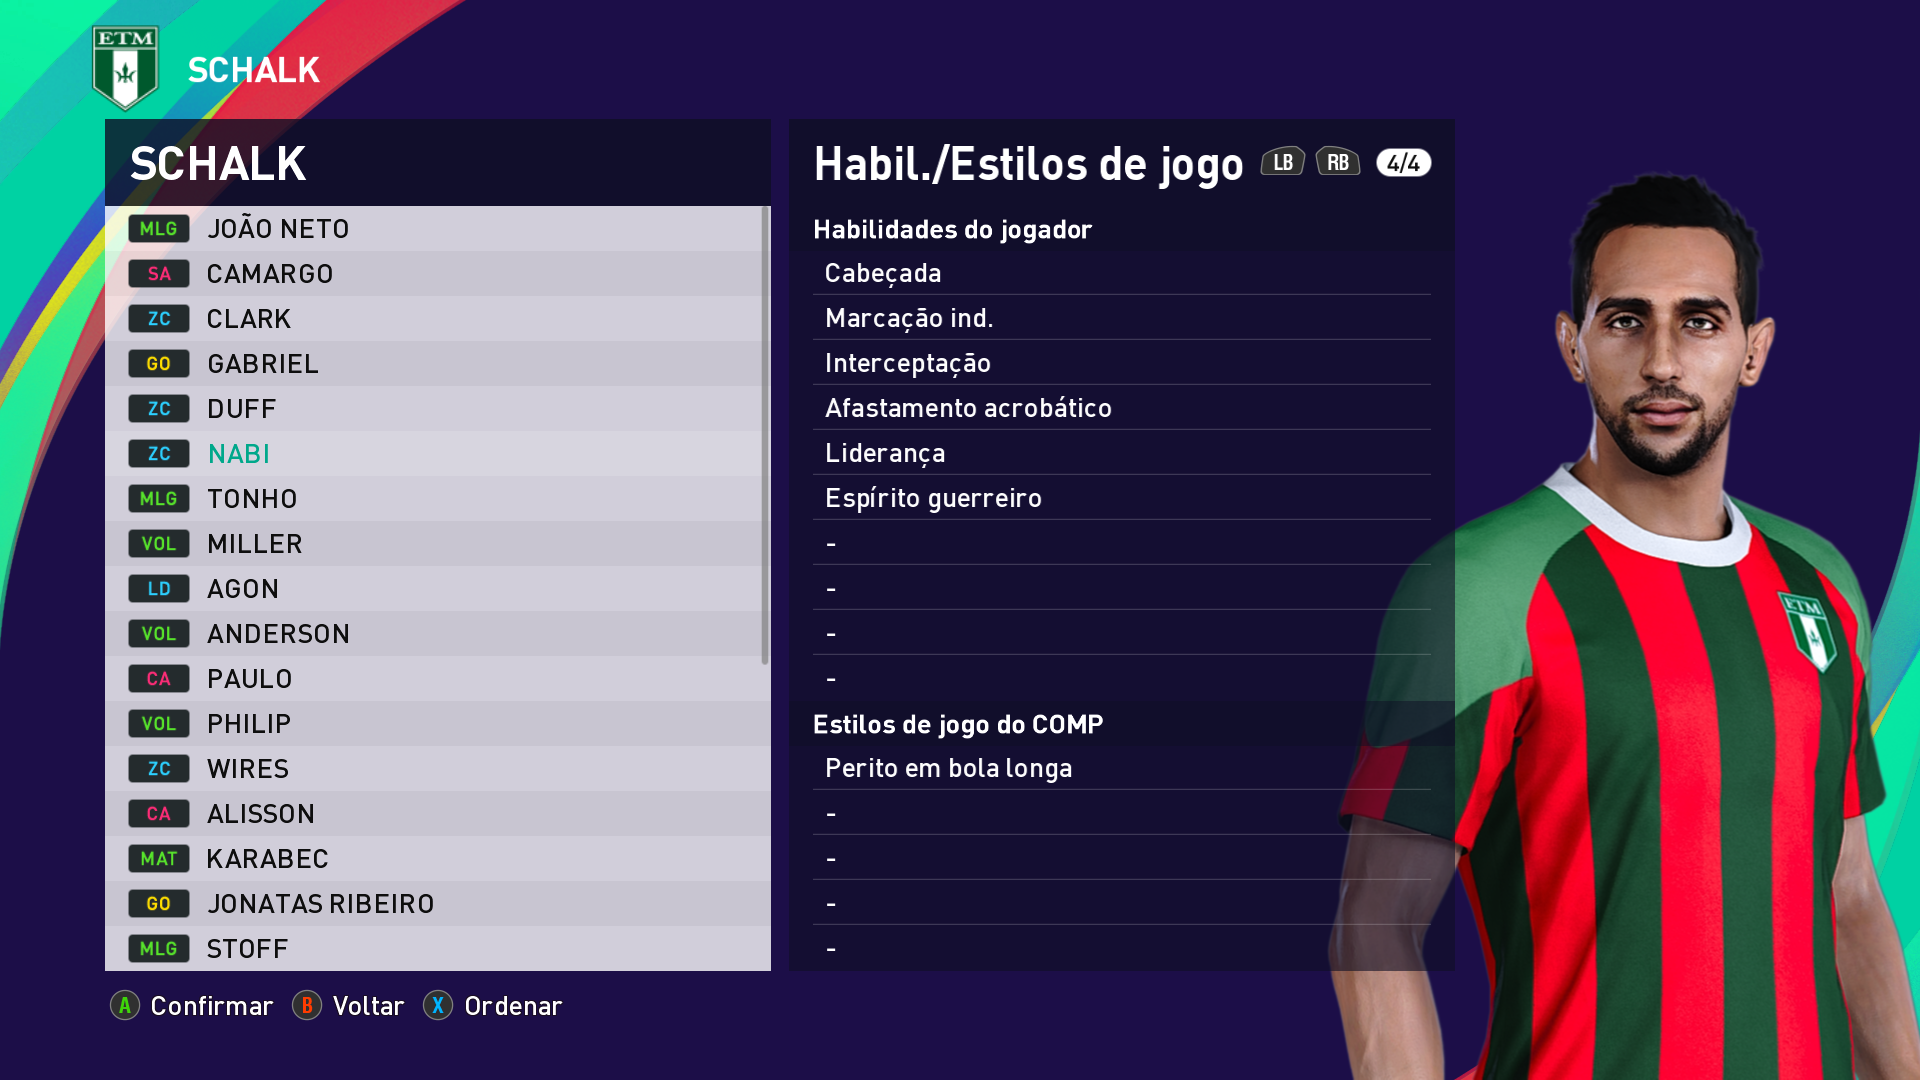 ETM
SCHALK
SCHALK
MLG JOÃO NETO
SA CAMARGO
ZC CLARK
GO GABRIEL
ZC DUFF
ZC NABI
MLG TONHO
VOL MILLER
LD AGON
VOL ANDERSON
CA PAULO
VOL PHILIP
ZC WIRES
CA ALISSON
MAT KARABEC
GO JONATAS RIBEIRO
MLG STOFF
Habil./Estilos de jogo LB RB 4/4
Habilidades do jogador
Cabeçada
Marcação ind.
Interceptação
Afastamento acrobático
Liderança
Espírito guerreiro
-
-
-
-
Estilos de jogo do COMP
Perito em bola longa
-
-
-
-
ETM
A Confirmar B Voltar X Ordenar